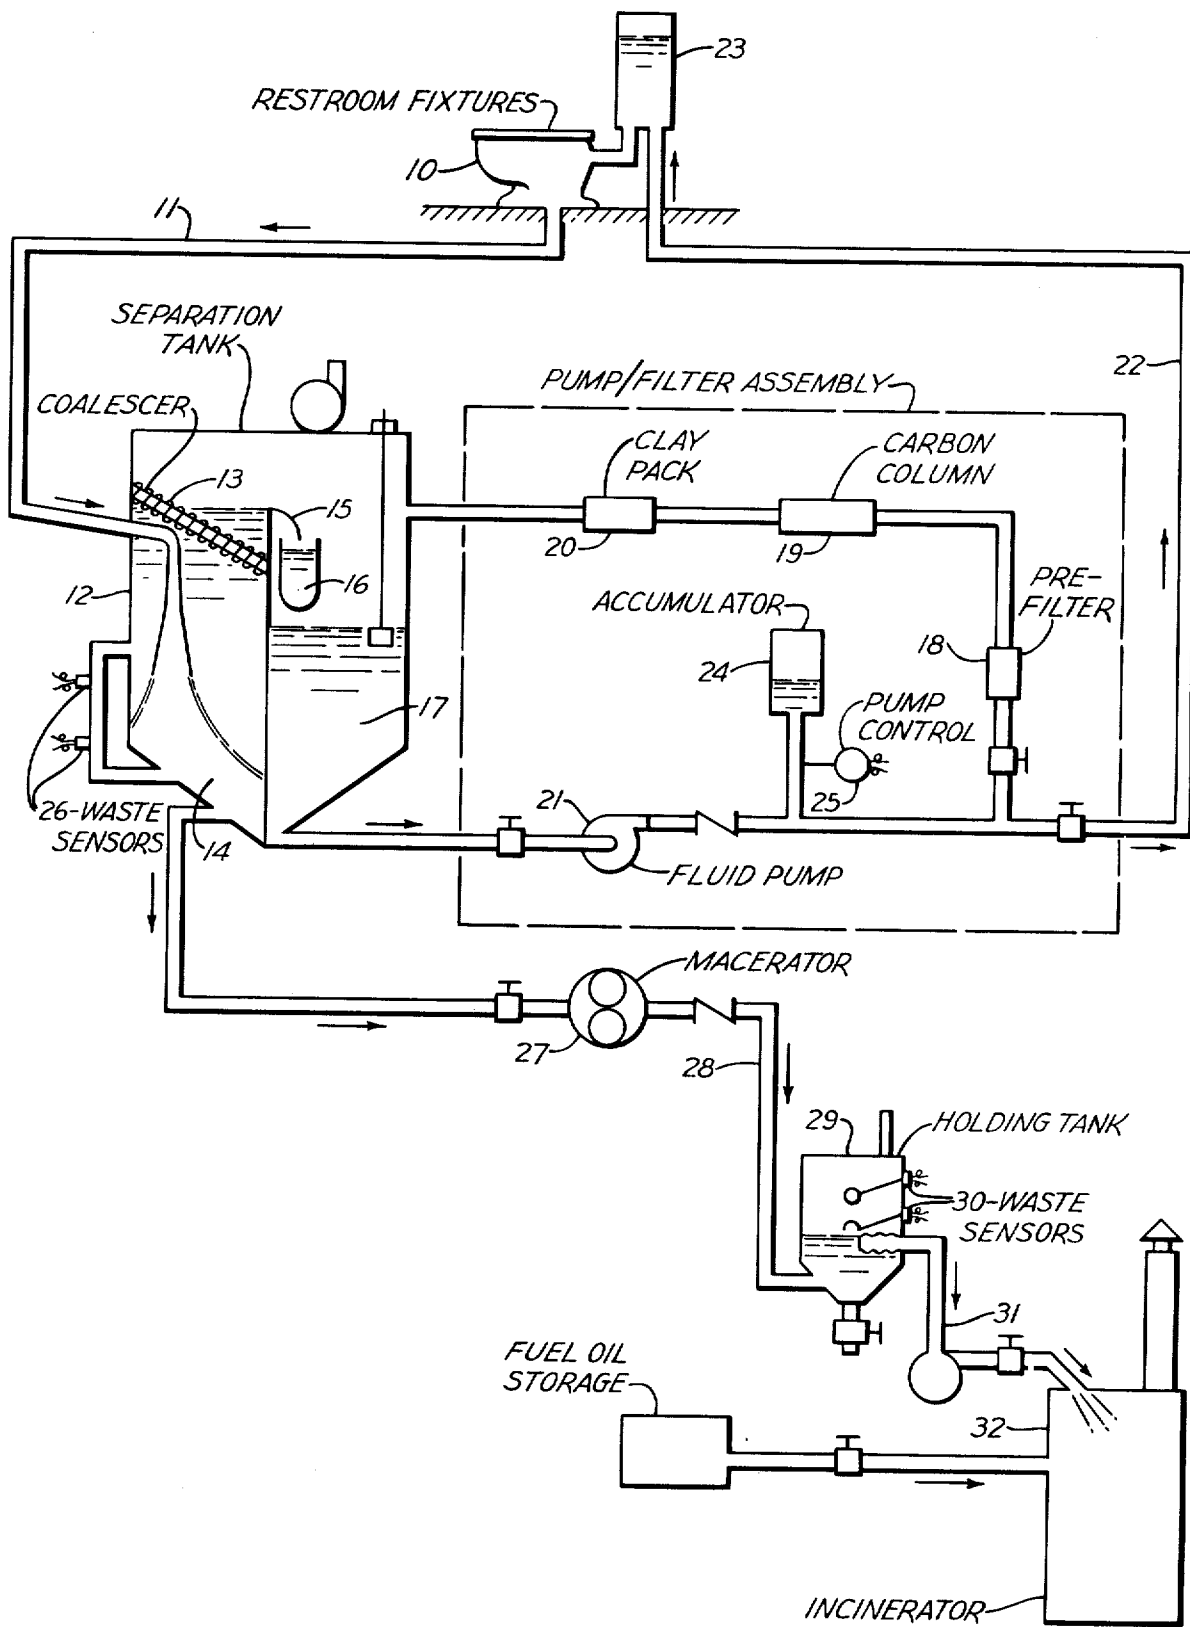 23
RESTROOM FIXTURES
10
11
SEPARATION
TANK
COALESCER
13
15
16
12
17
26-WASTE
SENSORS
14
PUMP/FILTER ASSEMBLY
22
CLAY
PACK
20
CARBON
COLUMN
19
ACCUMULATOR
24
PRE-
FILTER
18
PUMP
CONTROL
25
21
FLUID PUMP
MACERATOR
27
28
29
HOLDING TANK
30-WASTE
SENSORS
31
FUEL OIL
STORAGE
32
INCINERATOR